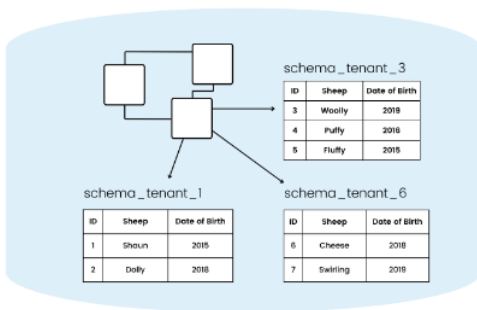 schema_tenant_3
ID Sheep Date of Birth
3 Woolly 2019
4 Puffy 2016
5 Fluffy 2015
schema_tenant_1
ID Sheep Date of Birth
1 Shaun 2015
2 Dolly 2018
schema_tenant_6
ID Sheep Date of Birth
6 Cheese 2018
7 Swirling 2019